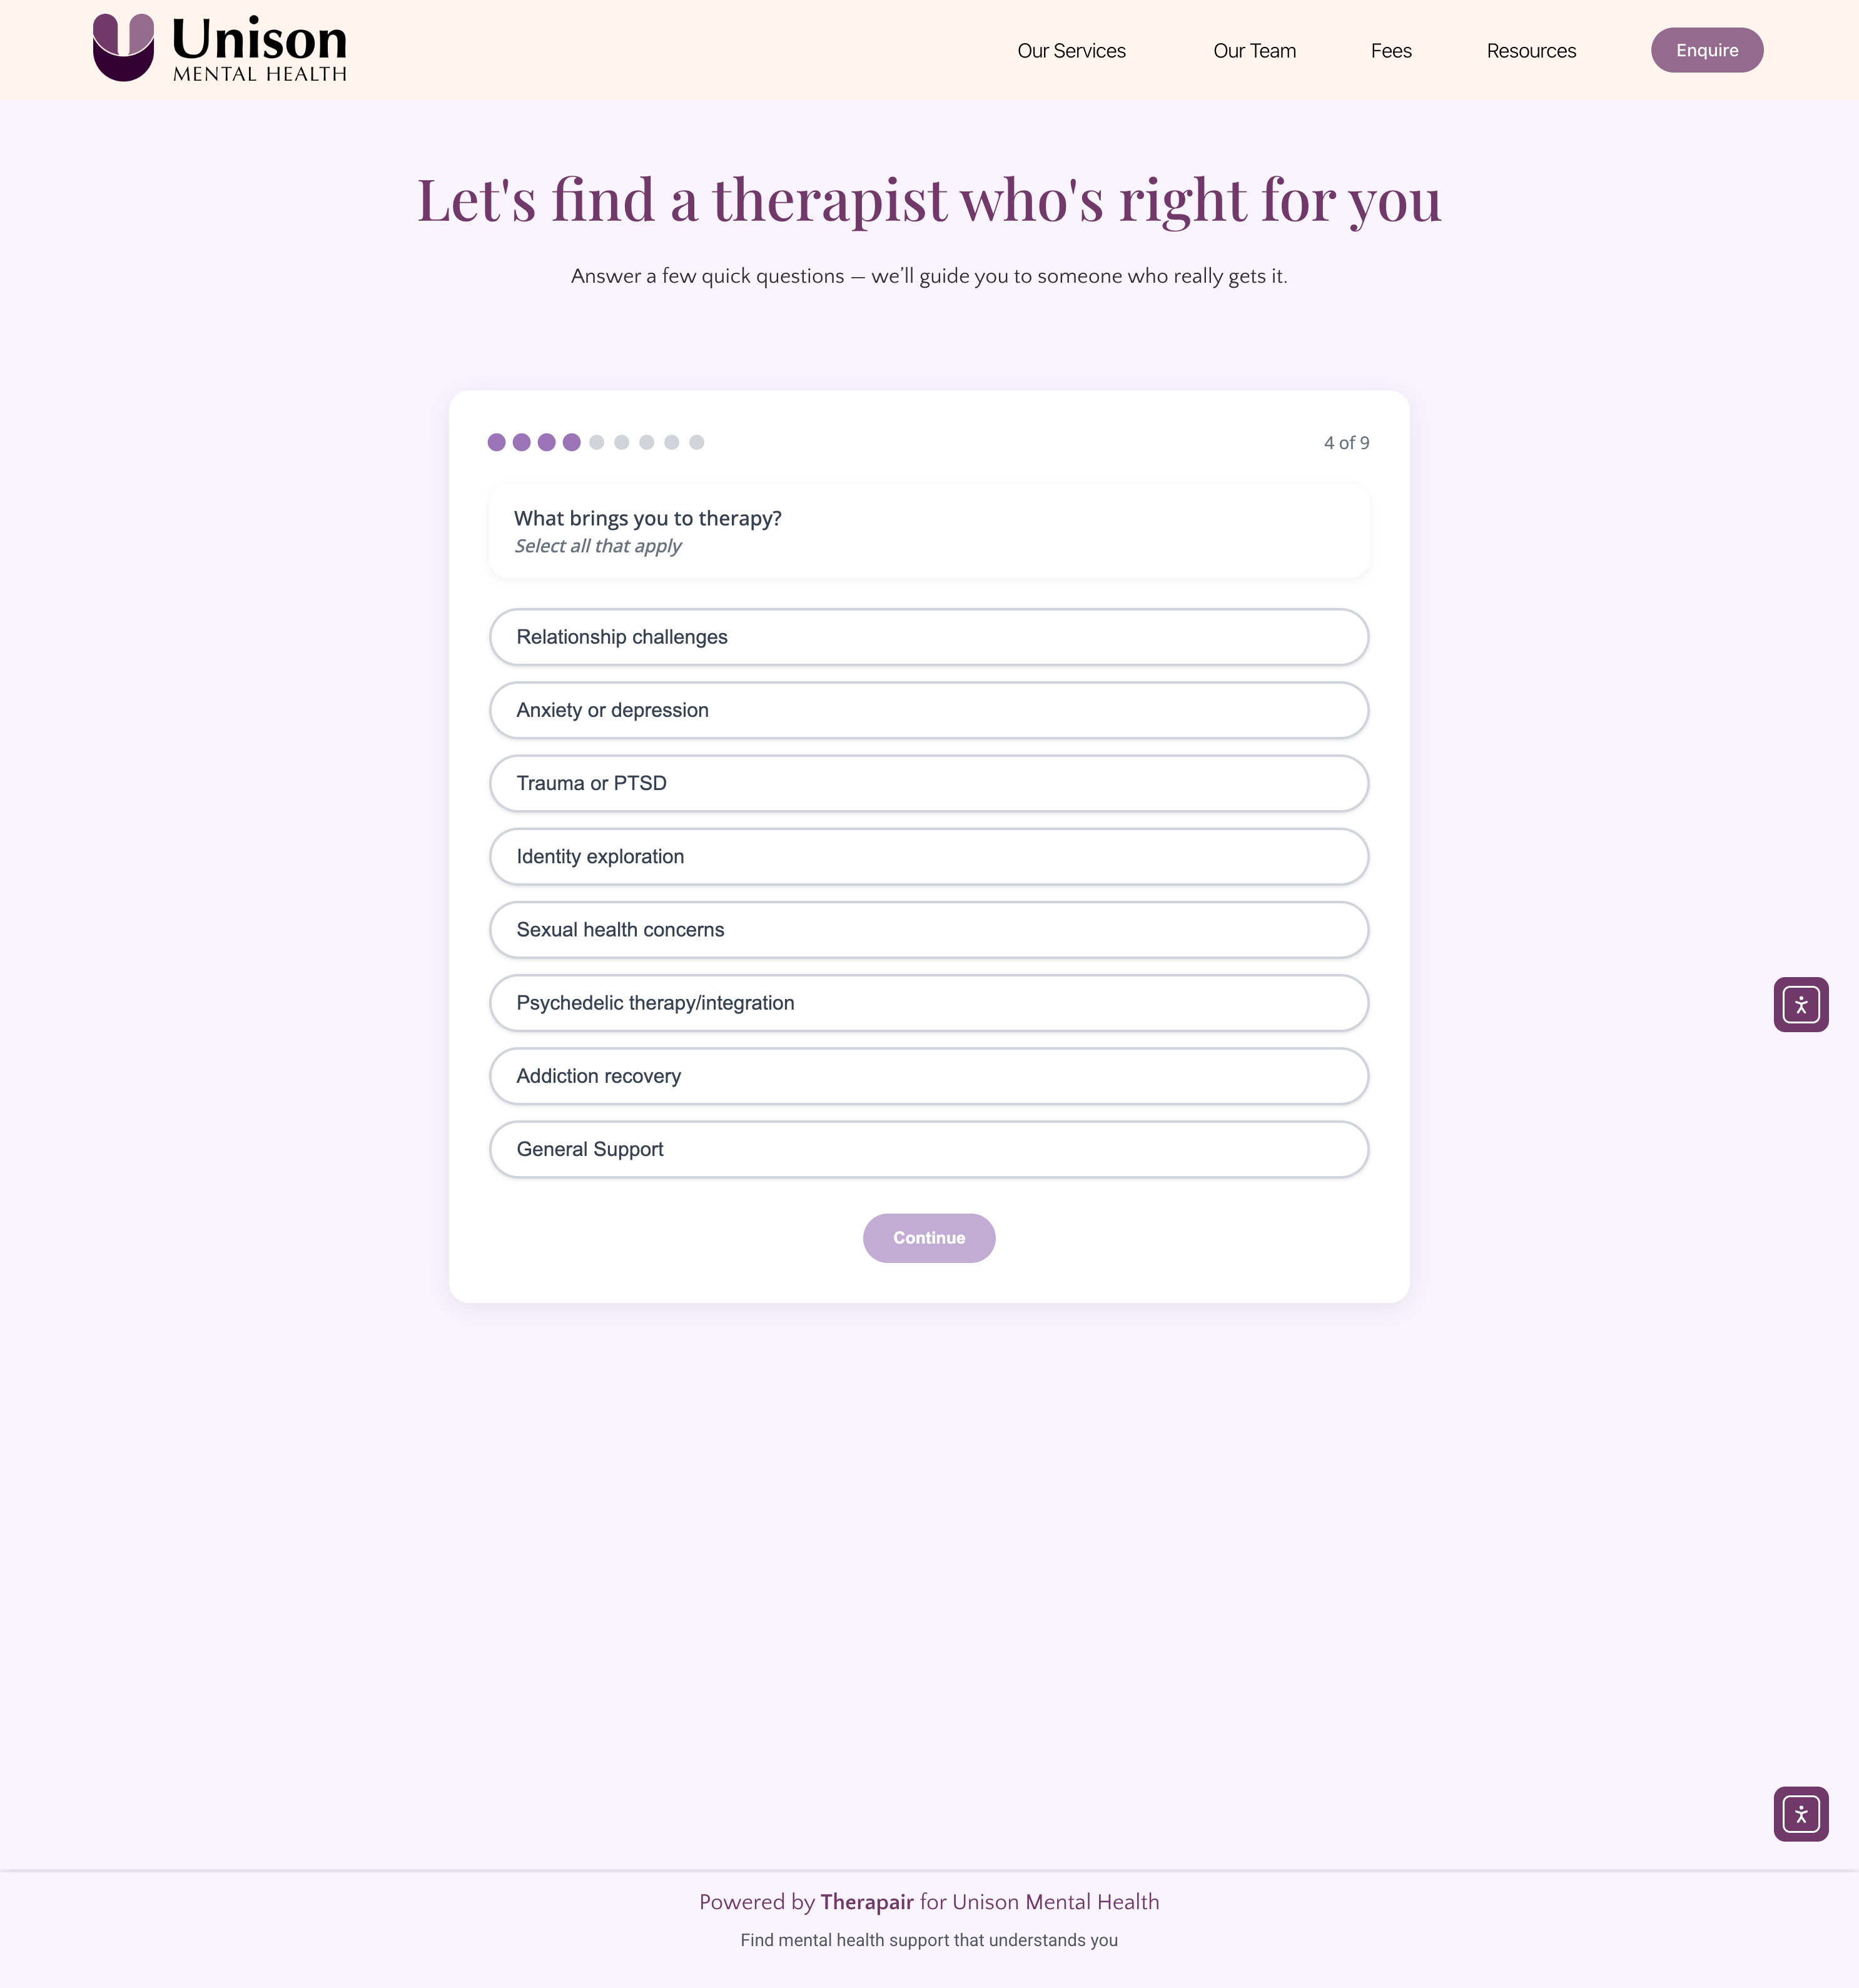 Unison
MENTAL HEALTH
Our Services
Our Team
Fees
Resources
Enquire
Let's find a therapist who's right for you
Answer a few quick questions — we’ll guide you to someone who really gets it.
4 of 9
What brings you to therapy?
Select all that apply
Relationship challenges
Anxiety or depression
Trauma or PTSD
Identity exploration
Sexual health concerns
Psychedelic therapy/integration
Addiction recovery
General Support
Continue
Powered by Therapair for Unison Mental Health
Find mental health support that understands you